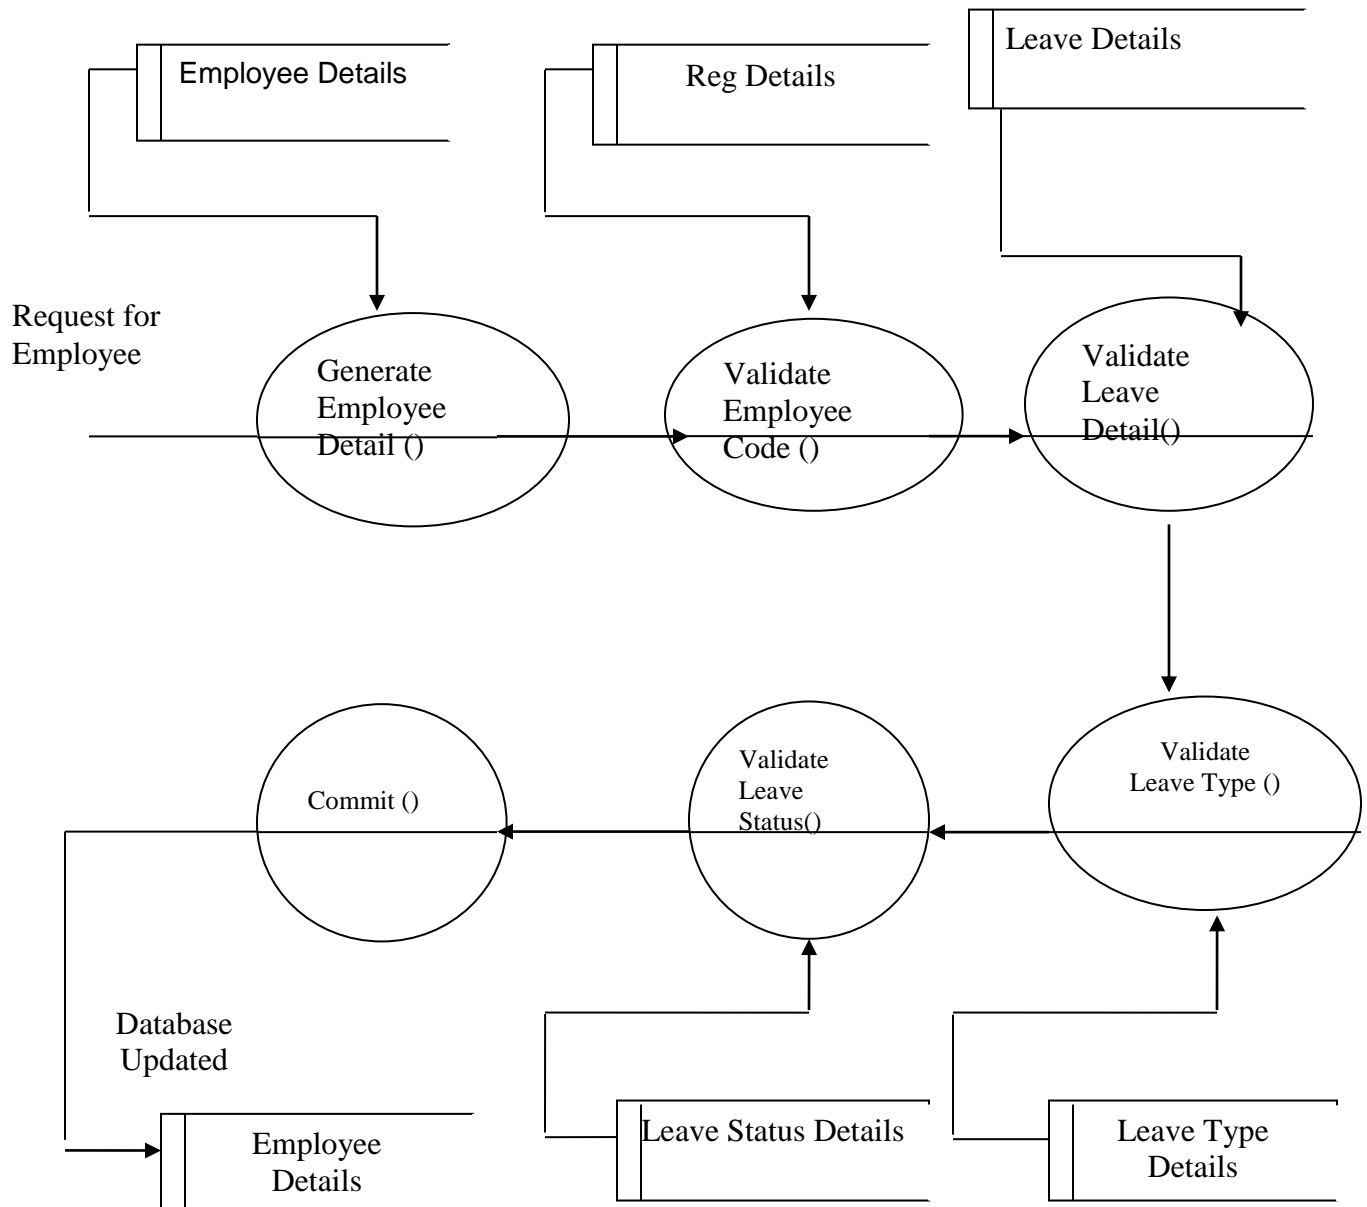 Employee Details
Reg Details
Leave Details
Request for
Employee
Generate
Employee
Detail ()
Validate
Employee
Code ()
Validate
Leave
Detail()
Commit ()
Validate
Leave
Status()
Validate
Leave Type ()
Database
Updated
Employee
Details
Leave Status Details
Leave Type
Details